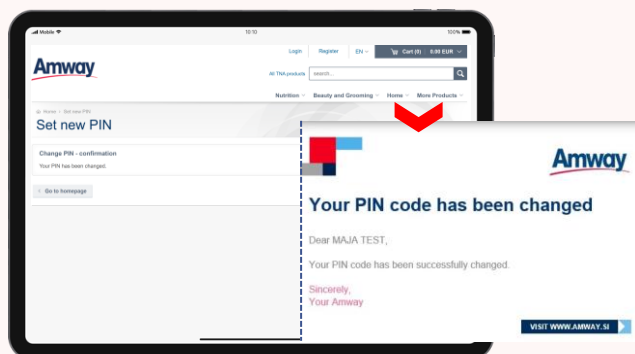 Mobile
10:10
100%
Login Register EN Cart (0) 0.00 EUR
Amway
All TNA products search...
Nutrition Beauty and Grooming Home More Products
Home > Set new PIN
Set new PIN
Change PIN - confirmation
Your PIN has been changed.
< Go to homepage
Amway
Your PIN code has been changed
Dear MAJA TEST,
Your PIN code has been successfully changed.
Sincerely,
Your Amway
VISIT WWW.AMWAY.SI